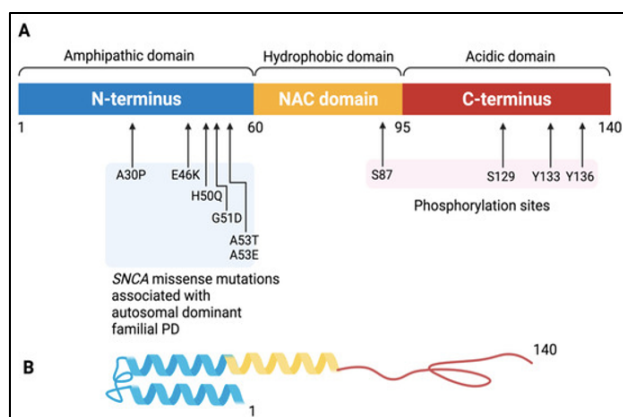 A
Amphipathic domain Hydrophobic domain Acidic domain
N-terminus NAC domain C-terminus
1 60 95 140
A30P E46K S87 S129 Y133 Y136
H50Q
G51D
Phosphorylation sites
A53T
A53E
SNCA missense mutations
associated with
autosomal dominant
familial PD
B
140
1